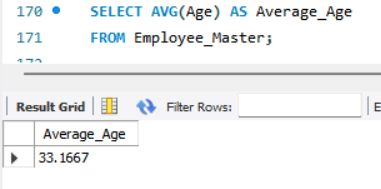 170 SELECT AVG(Age) AS Average_Age
171 FROM Employee_Master;
Result Grid Filter Rows:
Average_Age
33.1667